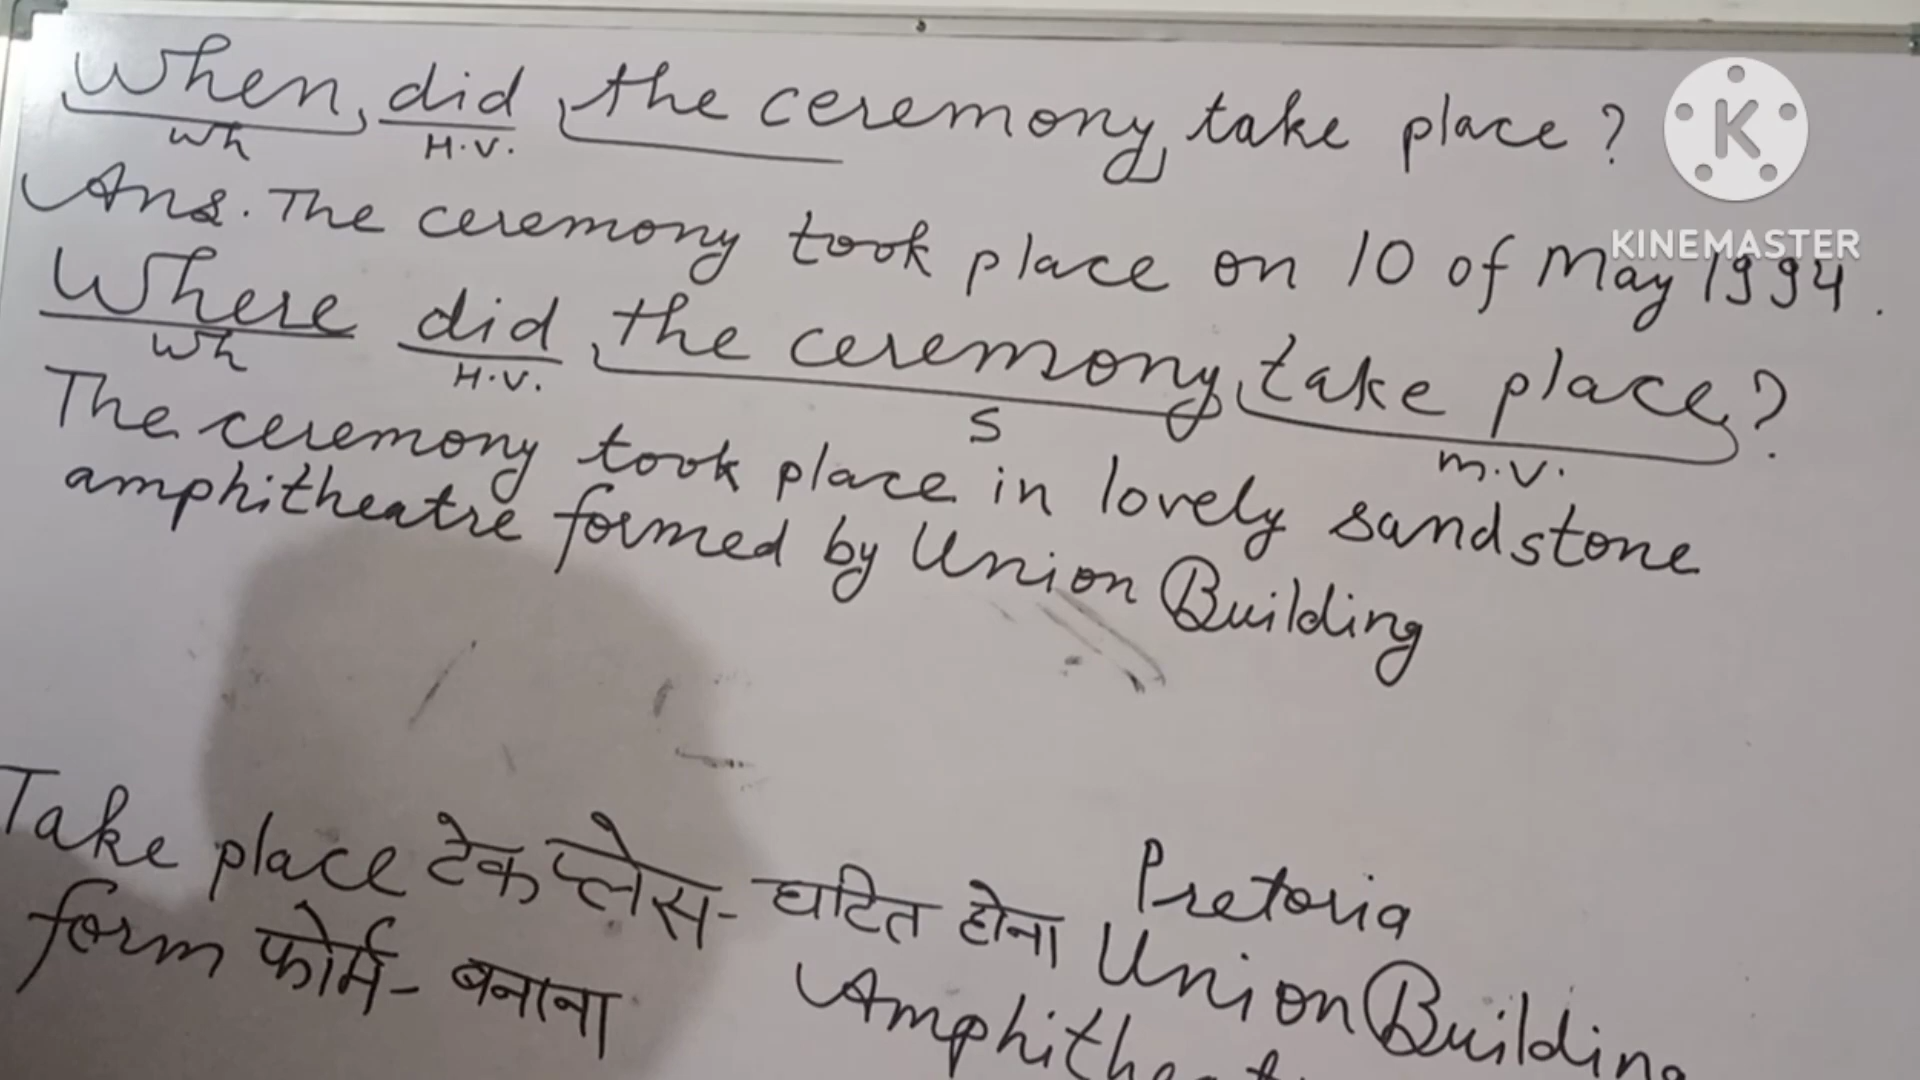 When did the ceremony take place?
Wh H.V.
Ans. The ceremony took place on 10 of May 1994.
Where did the ceremony take place?
Wh H.V. S M.V.
The ceremony took place in lovely sandstone
amphitheatre formed by Union Building
Take place टेक प्लेस- घटित होना
form फोर्म- बनाना
Pretoria
Union Building
K
KINEMASTER